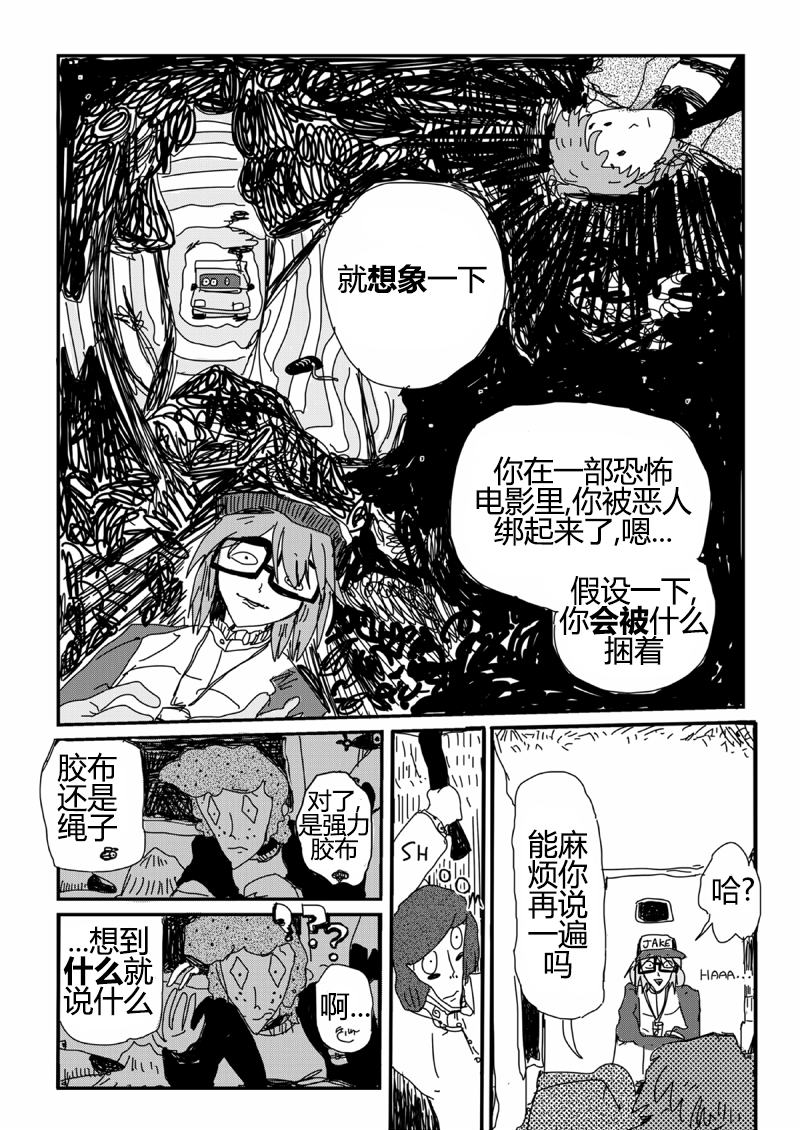 就想象一下
你在一部恐怖
电影里,你被恶人
绑起来了,嗯...
假设一下,
你会被什么
捆着
胶布
还是
绳子
对了,
是强力
胶布
...想到
什么就
说什么
???
啊...
SH
麻你说遍
能烦再一吗
哈?
JAKE
HAAA...